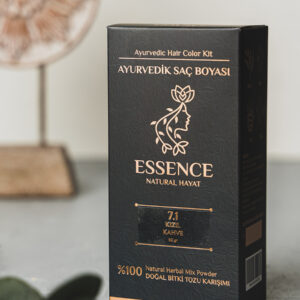 Ayurvedic Hair Color Kit
AYURVEDİK SAÇ BOYASI
ESSENCE
NATURAL HAYAT
7.1
KIZIL
KAHVE
%100 Natural Herbal Mix Powder
DOĞAL BİTKİ TOZU KARIŞIMI